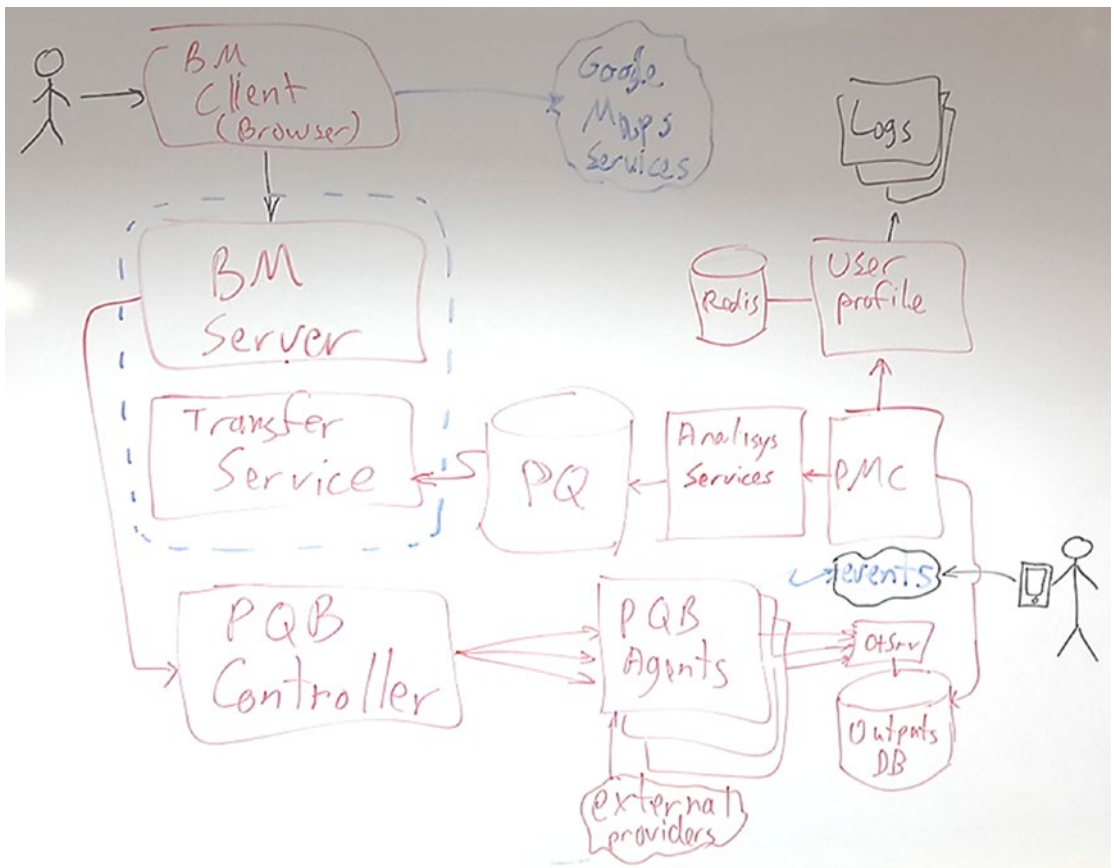 BM
Client
(Browser)
Google
Maps
Services
Logs
BM
Server
Redis
User
profile
Transfer
Service
PQ
Analisys
Services
PMC
events
PQB
Controller
PQB
Agents
Outputs
DB
external
providers